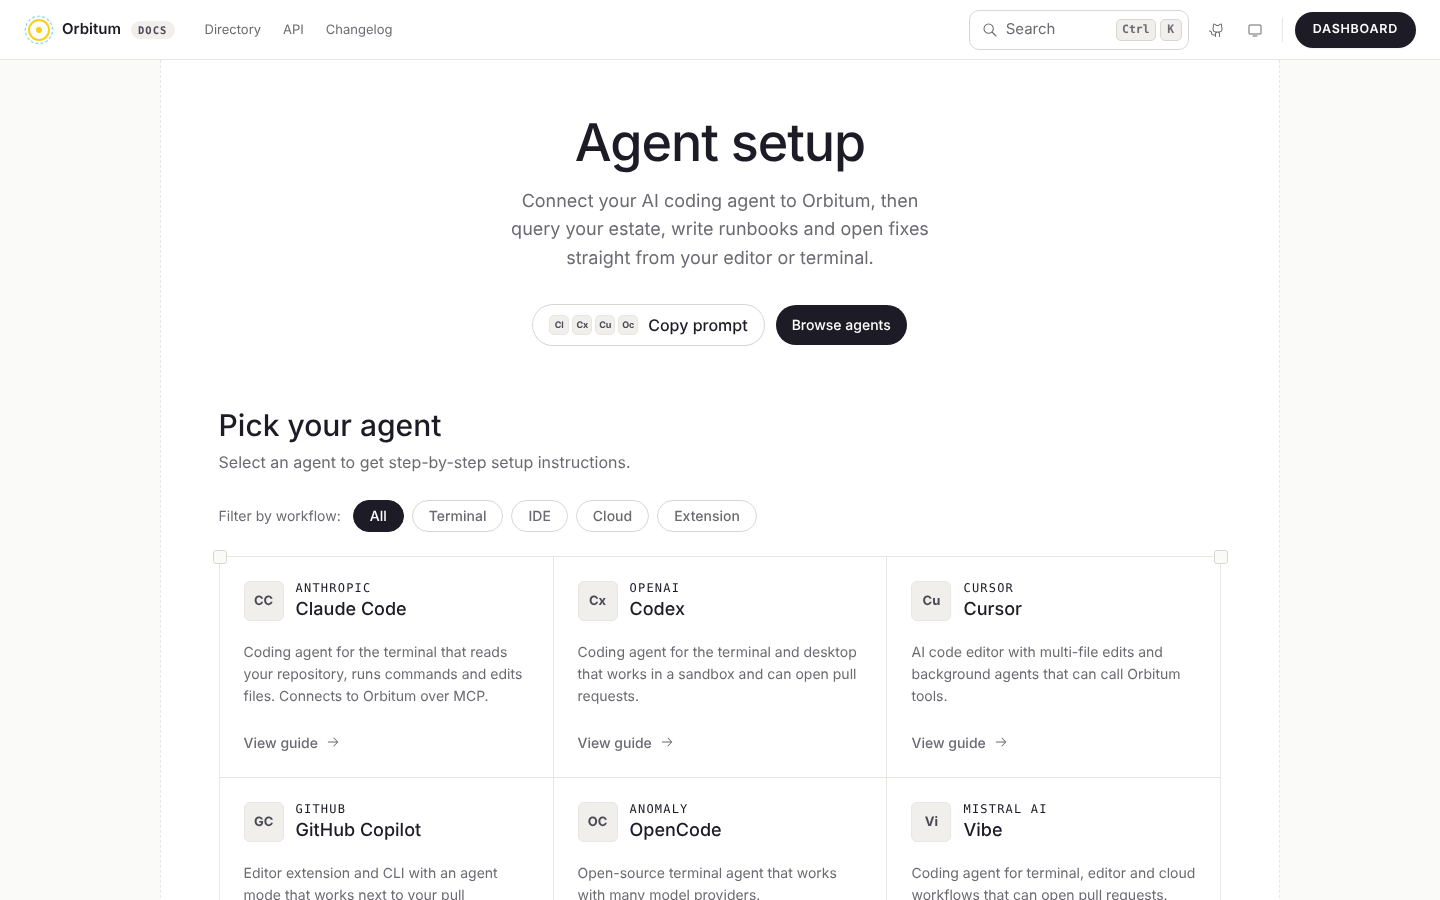 Orbitum DOCS Directory API Changelog Search Ctrl K DASHBOARD
Agent setup
Connect your AI coding agent to Orbitum, then
query your estate, write runbooks and open fixes
straight from your editor or terminal.
Cl Cx Cu Oc Copy prompt Browse agents
Pick your agent
Select an agent to get step-by-step setup instructions.
Filter by workflow: All Terminal IDE Cloud Extension
CC
ANTHROPIC
Claude Code
Coding agent for the terminal that reads
your repository, runs commands and edits
files. Connects to Orbitum over MCP.
View guide →
Cx
OPENAI
Codex
Coding agent for the terminal and desktop
that works in a sandbox and can open pull
requests.
View guide →
Cu
CURSOR
Cursor
AI code editor with multi-file edits and
background agents that can call Orbitum
tools.
View guide →
GC
GITHUB
GitHub Copilot
Editor extension and CLI with an agent
mode that works next to your pull
OC
ANOMALY
OpenCode
Open-source terminal agent that works
with many model providers.
Vi
MISTRAL AI
Vibe
Coding agent for terminal, editor and cloud
workflows that can open pull requests.